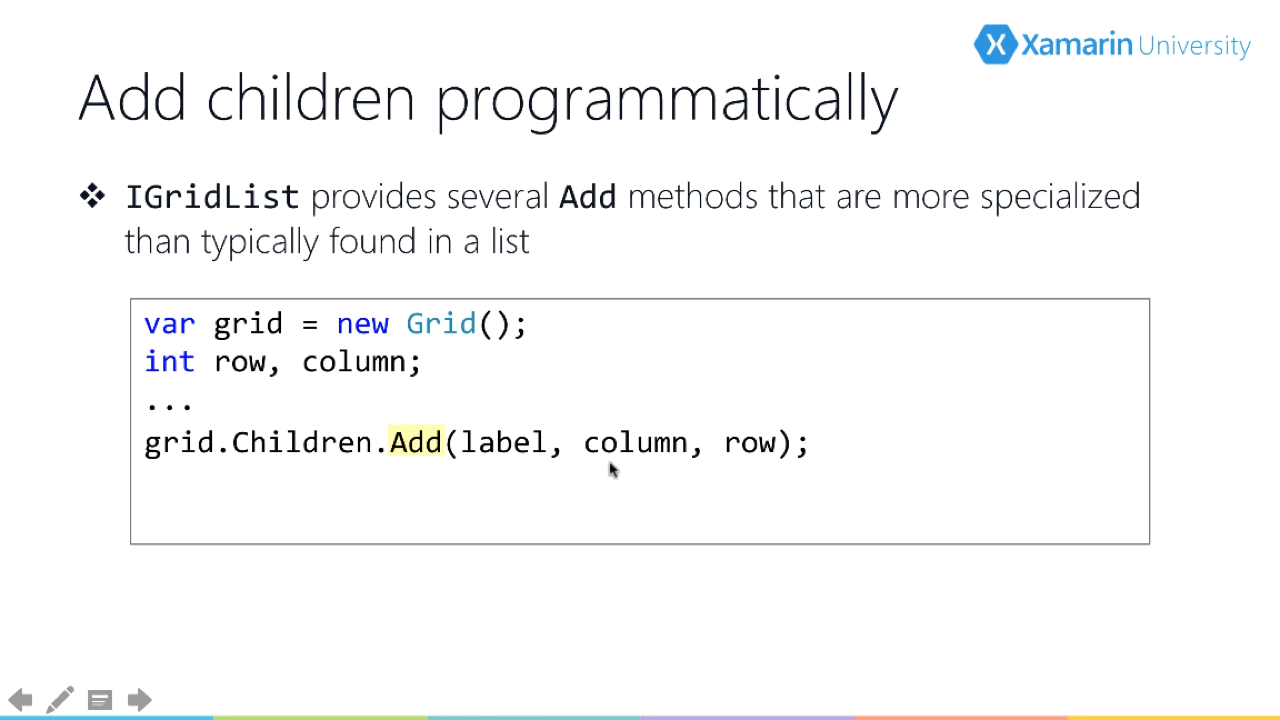 Xamarin University
Add children programmatically
IGridList provides several Add methods that are more specialized
than typically found in a list
var grid = new Grid();
int row, column;
...
grid.Children.Add(label, column, row);